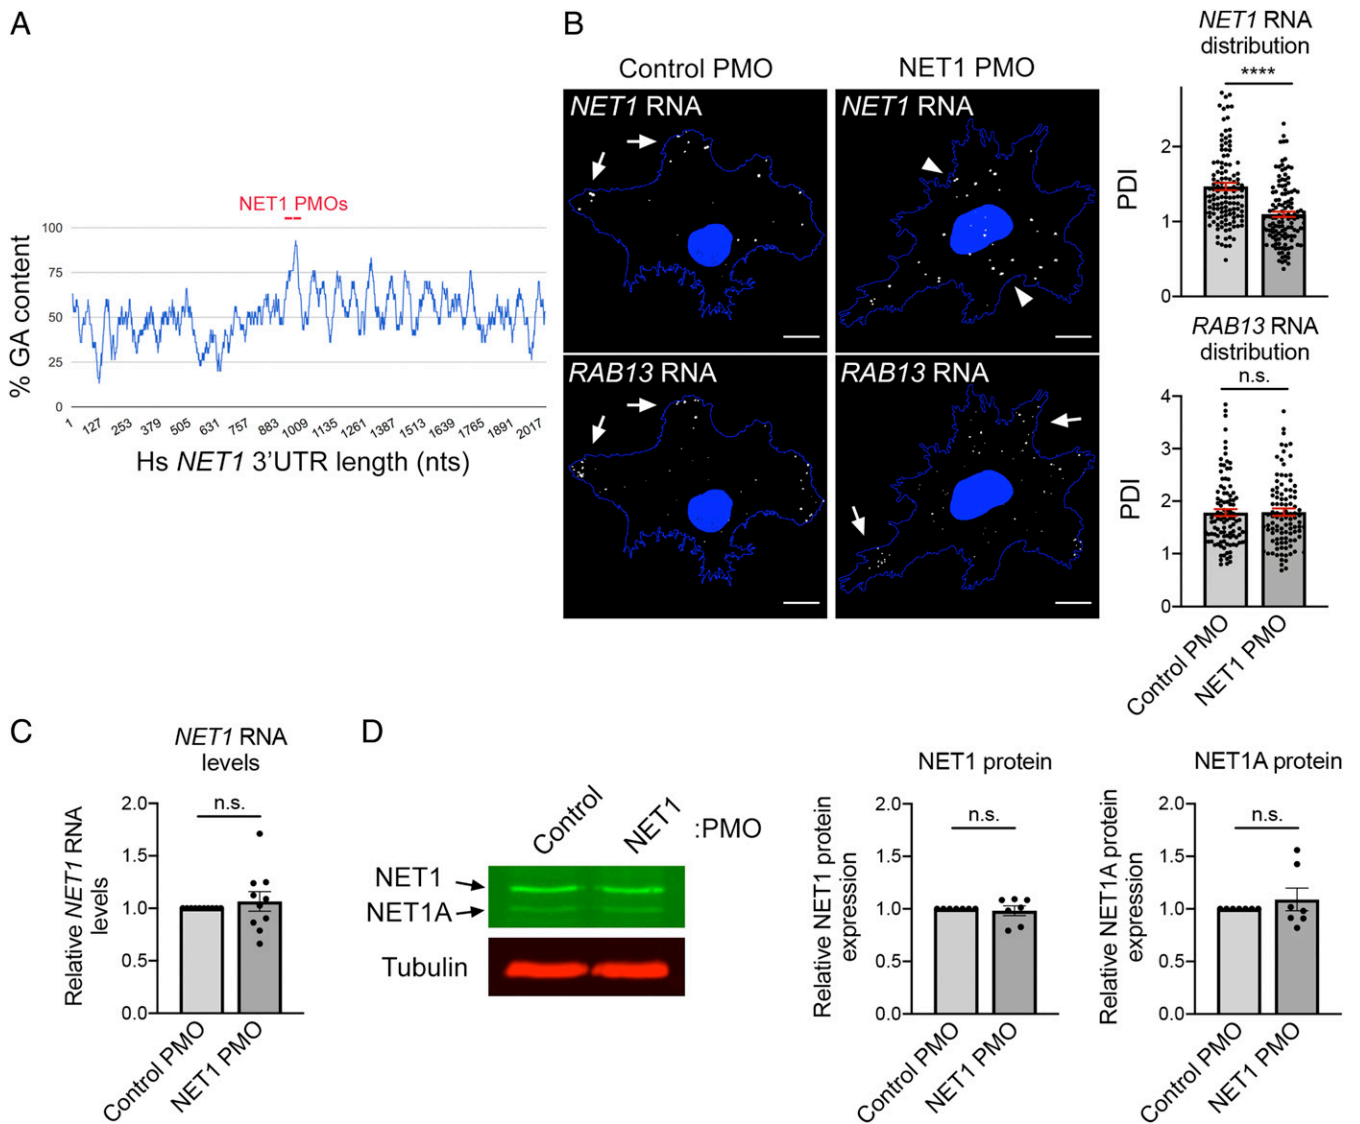 A
NET1 PMOs
% GA content
100
75
50
25
0
1 127 253 379 505 631 757 883 1009 1135 1261 1387 1513 1639 1765 1891 2017
Hs NET1 3'UTR length (nts)
B
Control PMO
NET1 PMO
NET1 RNA
NET1 RNA
RAB13 RNA
RAB13 RNA
NET1 RNA
distribution
****
PDI
2
1
0
RAB13 RNA
distribution
n.s.
PDI
4
3
2
1
0
Control PMO
NET1 PMO
C
NET1 RNA
levels
n.s.
Relative NET1 RNA
levels
2.0
1.5
1.0
0.5
0.0
Control PMO
NET1 PMO
D
Control
NET1
:PMO
NET1
NET1A
Tubulin
NET1 protein
n.s.
Relative NET1 protein
expression
2.0
1.5
1.0
0.5
0.0
Control PMO
NET1 PMO
NET1A protein
n.s.
Relative NET1A protein
expression
2.0
1.5
1.0
0.5
0.0
Control PMO
NET1 PMO